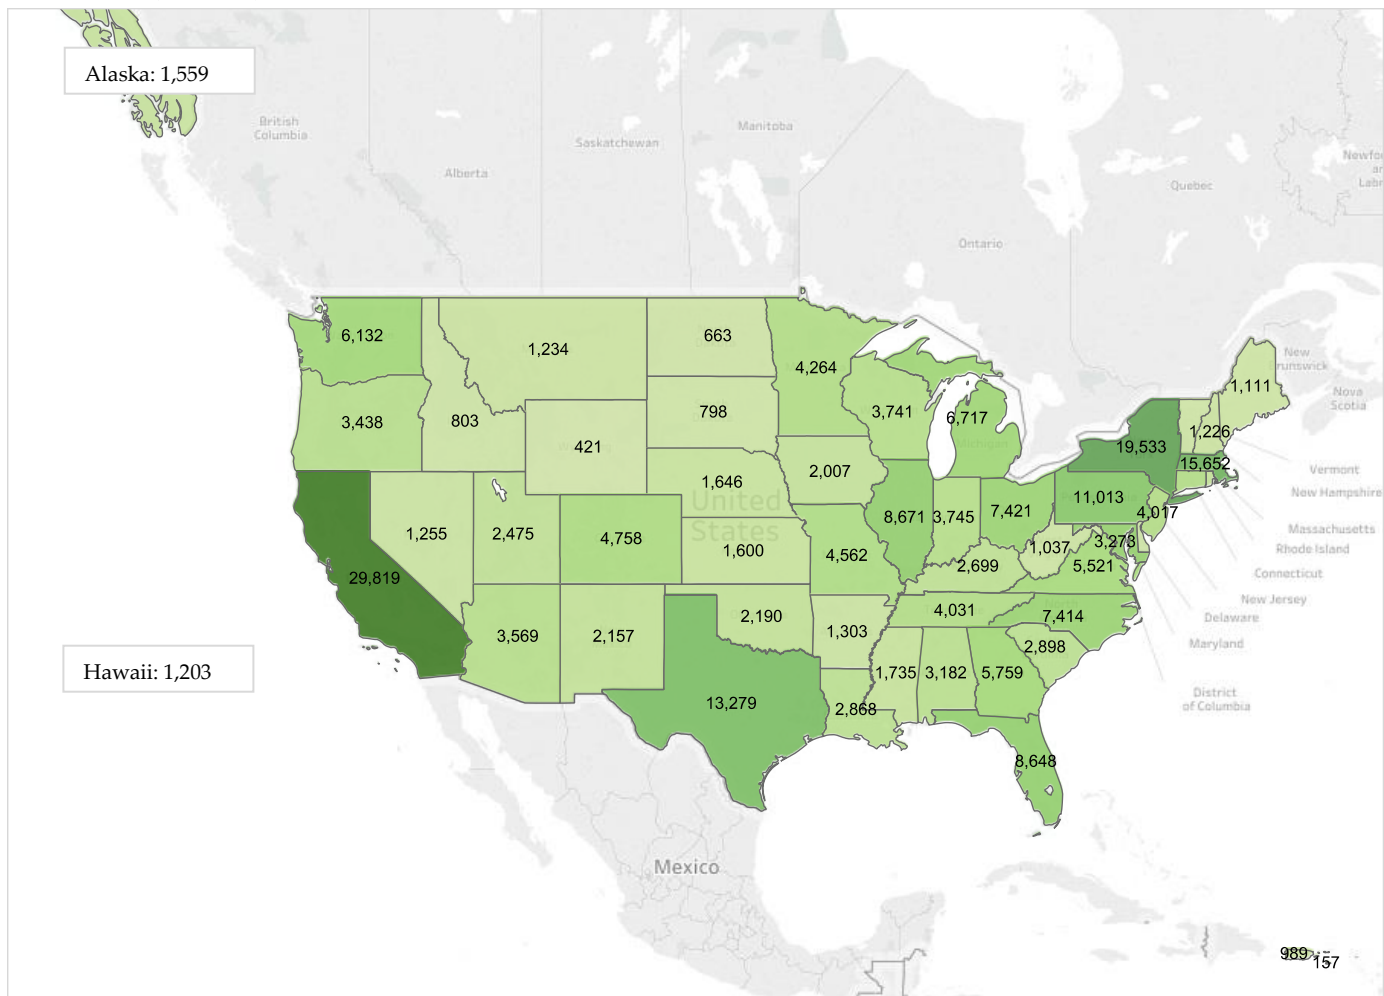 Alaska: 1,559
British
Columbia
Alberta
Saskatchewan
Manitoba
Ontario
Quebec
Newfo
ar
Labr
New
runswick
Nova
Scotia
6,132
1,234
663
4,264
3,438
803
421
798
3,741
6,717
1,111
1,226
19,533
15,652
Vermont
New Hampshire
Massachusetts
Rhode Island
Connecticut
New Jersey
Delaware
Maryland
District
of Columbia
1,646
2,007
United
States
8,671
3,745
7,421
11,013
4,017
Michigan
1,255
2,475
4,758
1,600
4,562
2,699
1,037
3,273
5,521
29,819
3,569
2,157
2,190
1,303
4,031
7,414
2,898
1,735
3,182
5,759
Hawaii: 1,203
13,279
2,868
8,648
Mexico
989
157